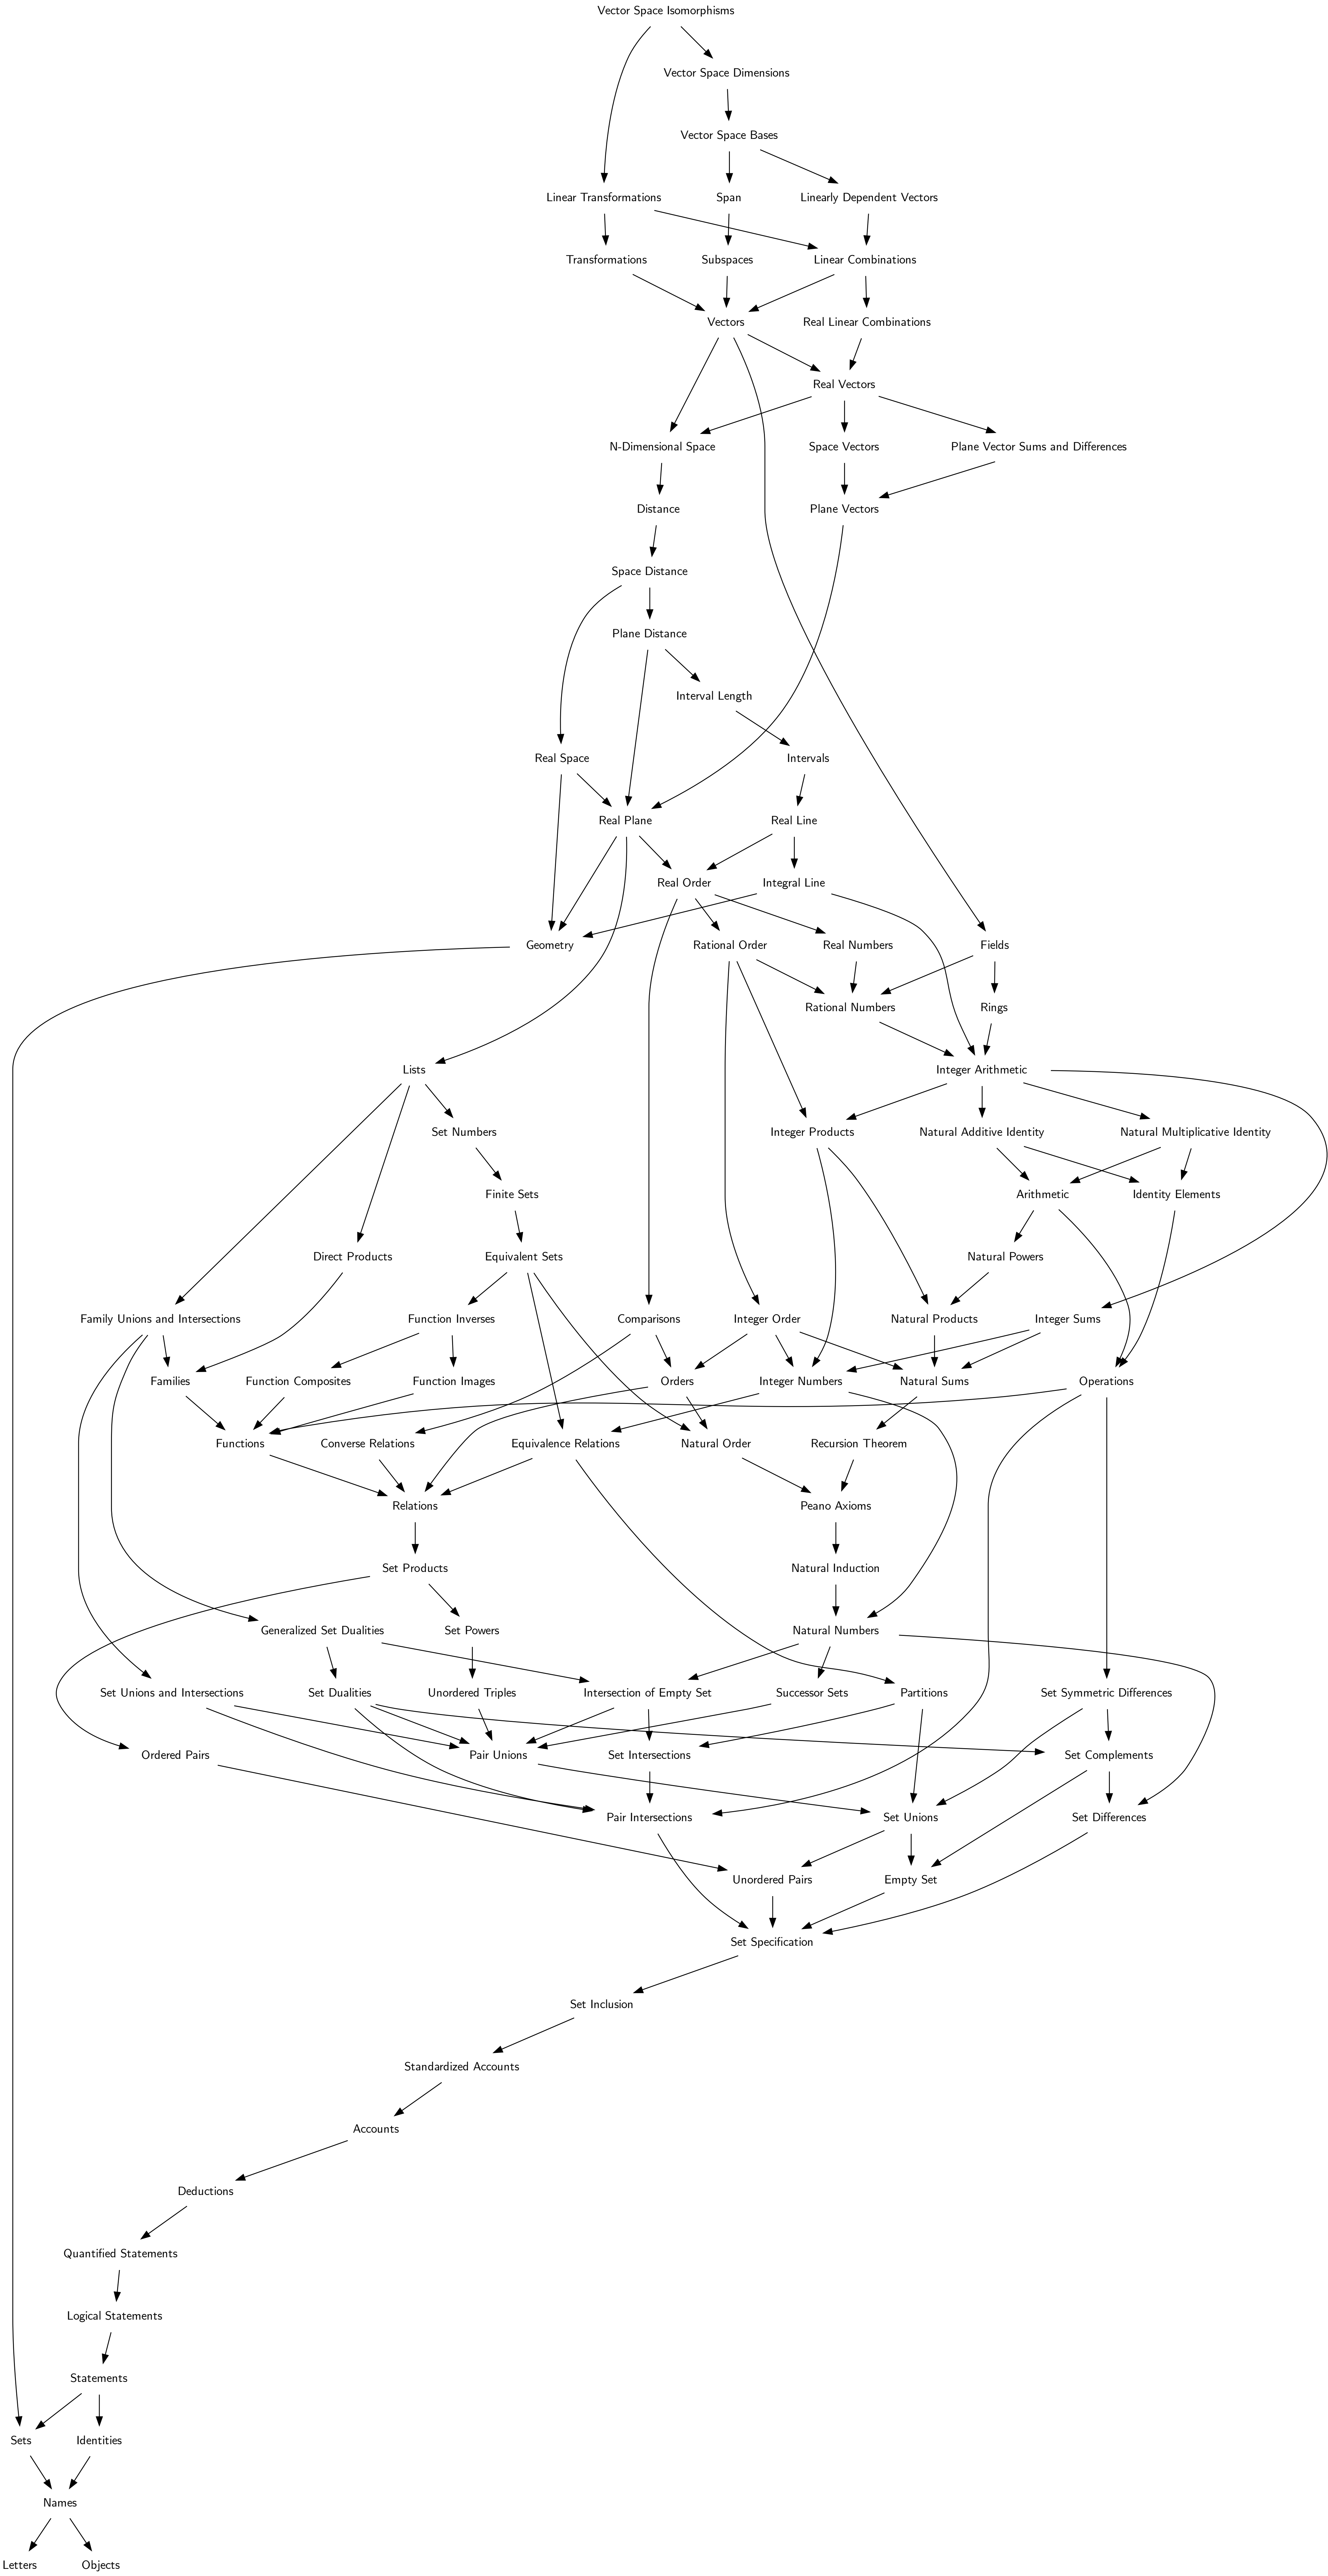 Vector Space Isomorphisms
Vector Space Dimensions
Vector Space Bases
Linear Transformations
Span
Linearly Dependent Vectors
Transformations
Subspaces
Linear Combinations
Vectors
Real Linear Combinations
Real Vectors
N-Dimensional Space
Space Vectors
Plane Vector Sums and Differences
Distance
Plane Vectors
Space Distance
Plane Distance
Interval Length
Real Space
Intervals
Real Plane
Real Line
Real Order
Integral Line
Geometry
Rational Order
Real Numbers
Fields
Rational Numbers
Rings
Lists
Integer Arithmetic
Set Numbers
Integer Products
Natural Additive Identity
Natural Multiplicative Identity
Finite Sets
Arithmetic
Identity Elements
Direct Products
Equivalent Sets
Natural Powers
Family Unions and Intersections
Function Inverses
Comparisons
Integer Order
Natural Products
Integer Sums
Families
Function Composites
Function Images
Orders
Integer Numbers
Natural Sums
Operations
Functions
Converse Relations
Equivalence Relations
Natural Order
Recursion Theorem
Relations
Peano Axioms
Set Products
Natural Induction
Generalized Set Dualities
Set Powers
Natural Numbers
Set Unions and Intersections
Set Dualities
Unordered Triples
Intersection of Empty Set
Successor Sets
Partitions
Set Symmetric Differences
Ordered Pairs
Pair Unions
Set Intersections
Set Complements
Pair Intersections
Set Unions
Set Differences
Unordered Pairs
Empty Set
Set Specification
Set Inclusion
Standardized Accounts
Accounts
Deductions
Quantified Statements
Logical Statements
Statements
Sets
Identities
Names
Letters
Objects